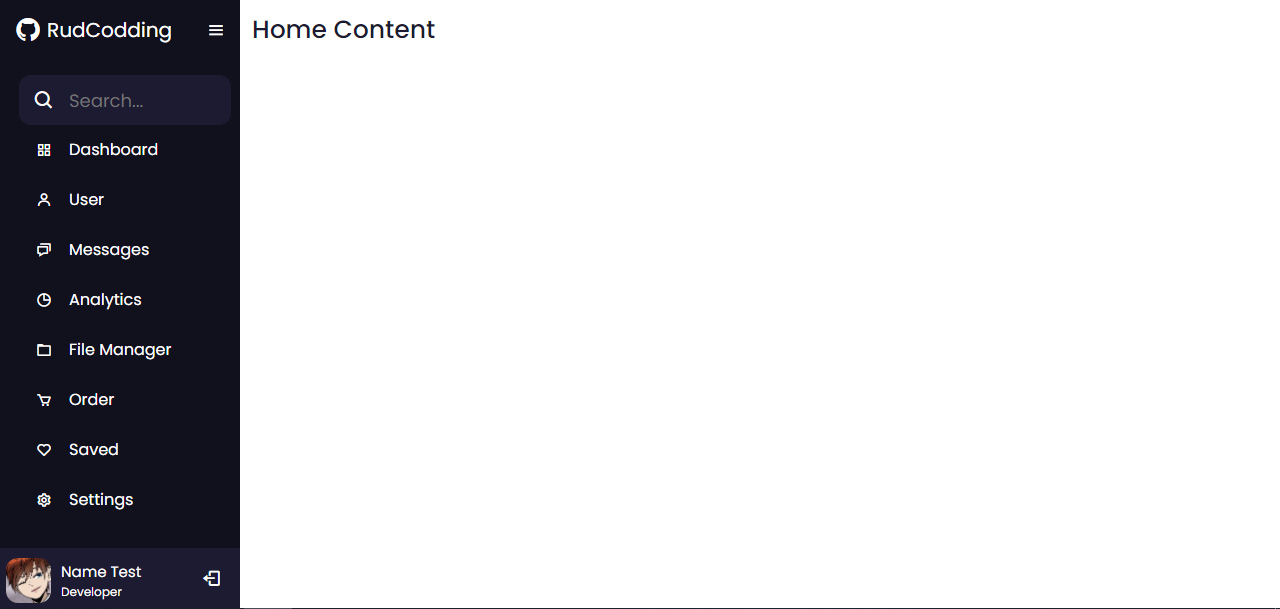 RudCodding
Home Content
Search...
Dashboard
User
Messages
Analytics
File Manager
Order
Saved
Settings
Name Test
Developer